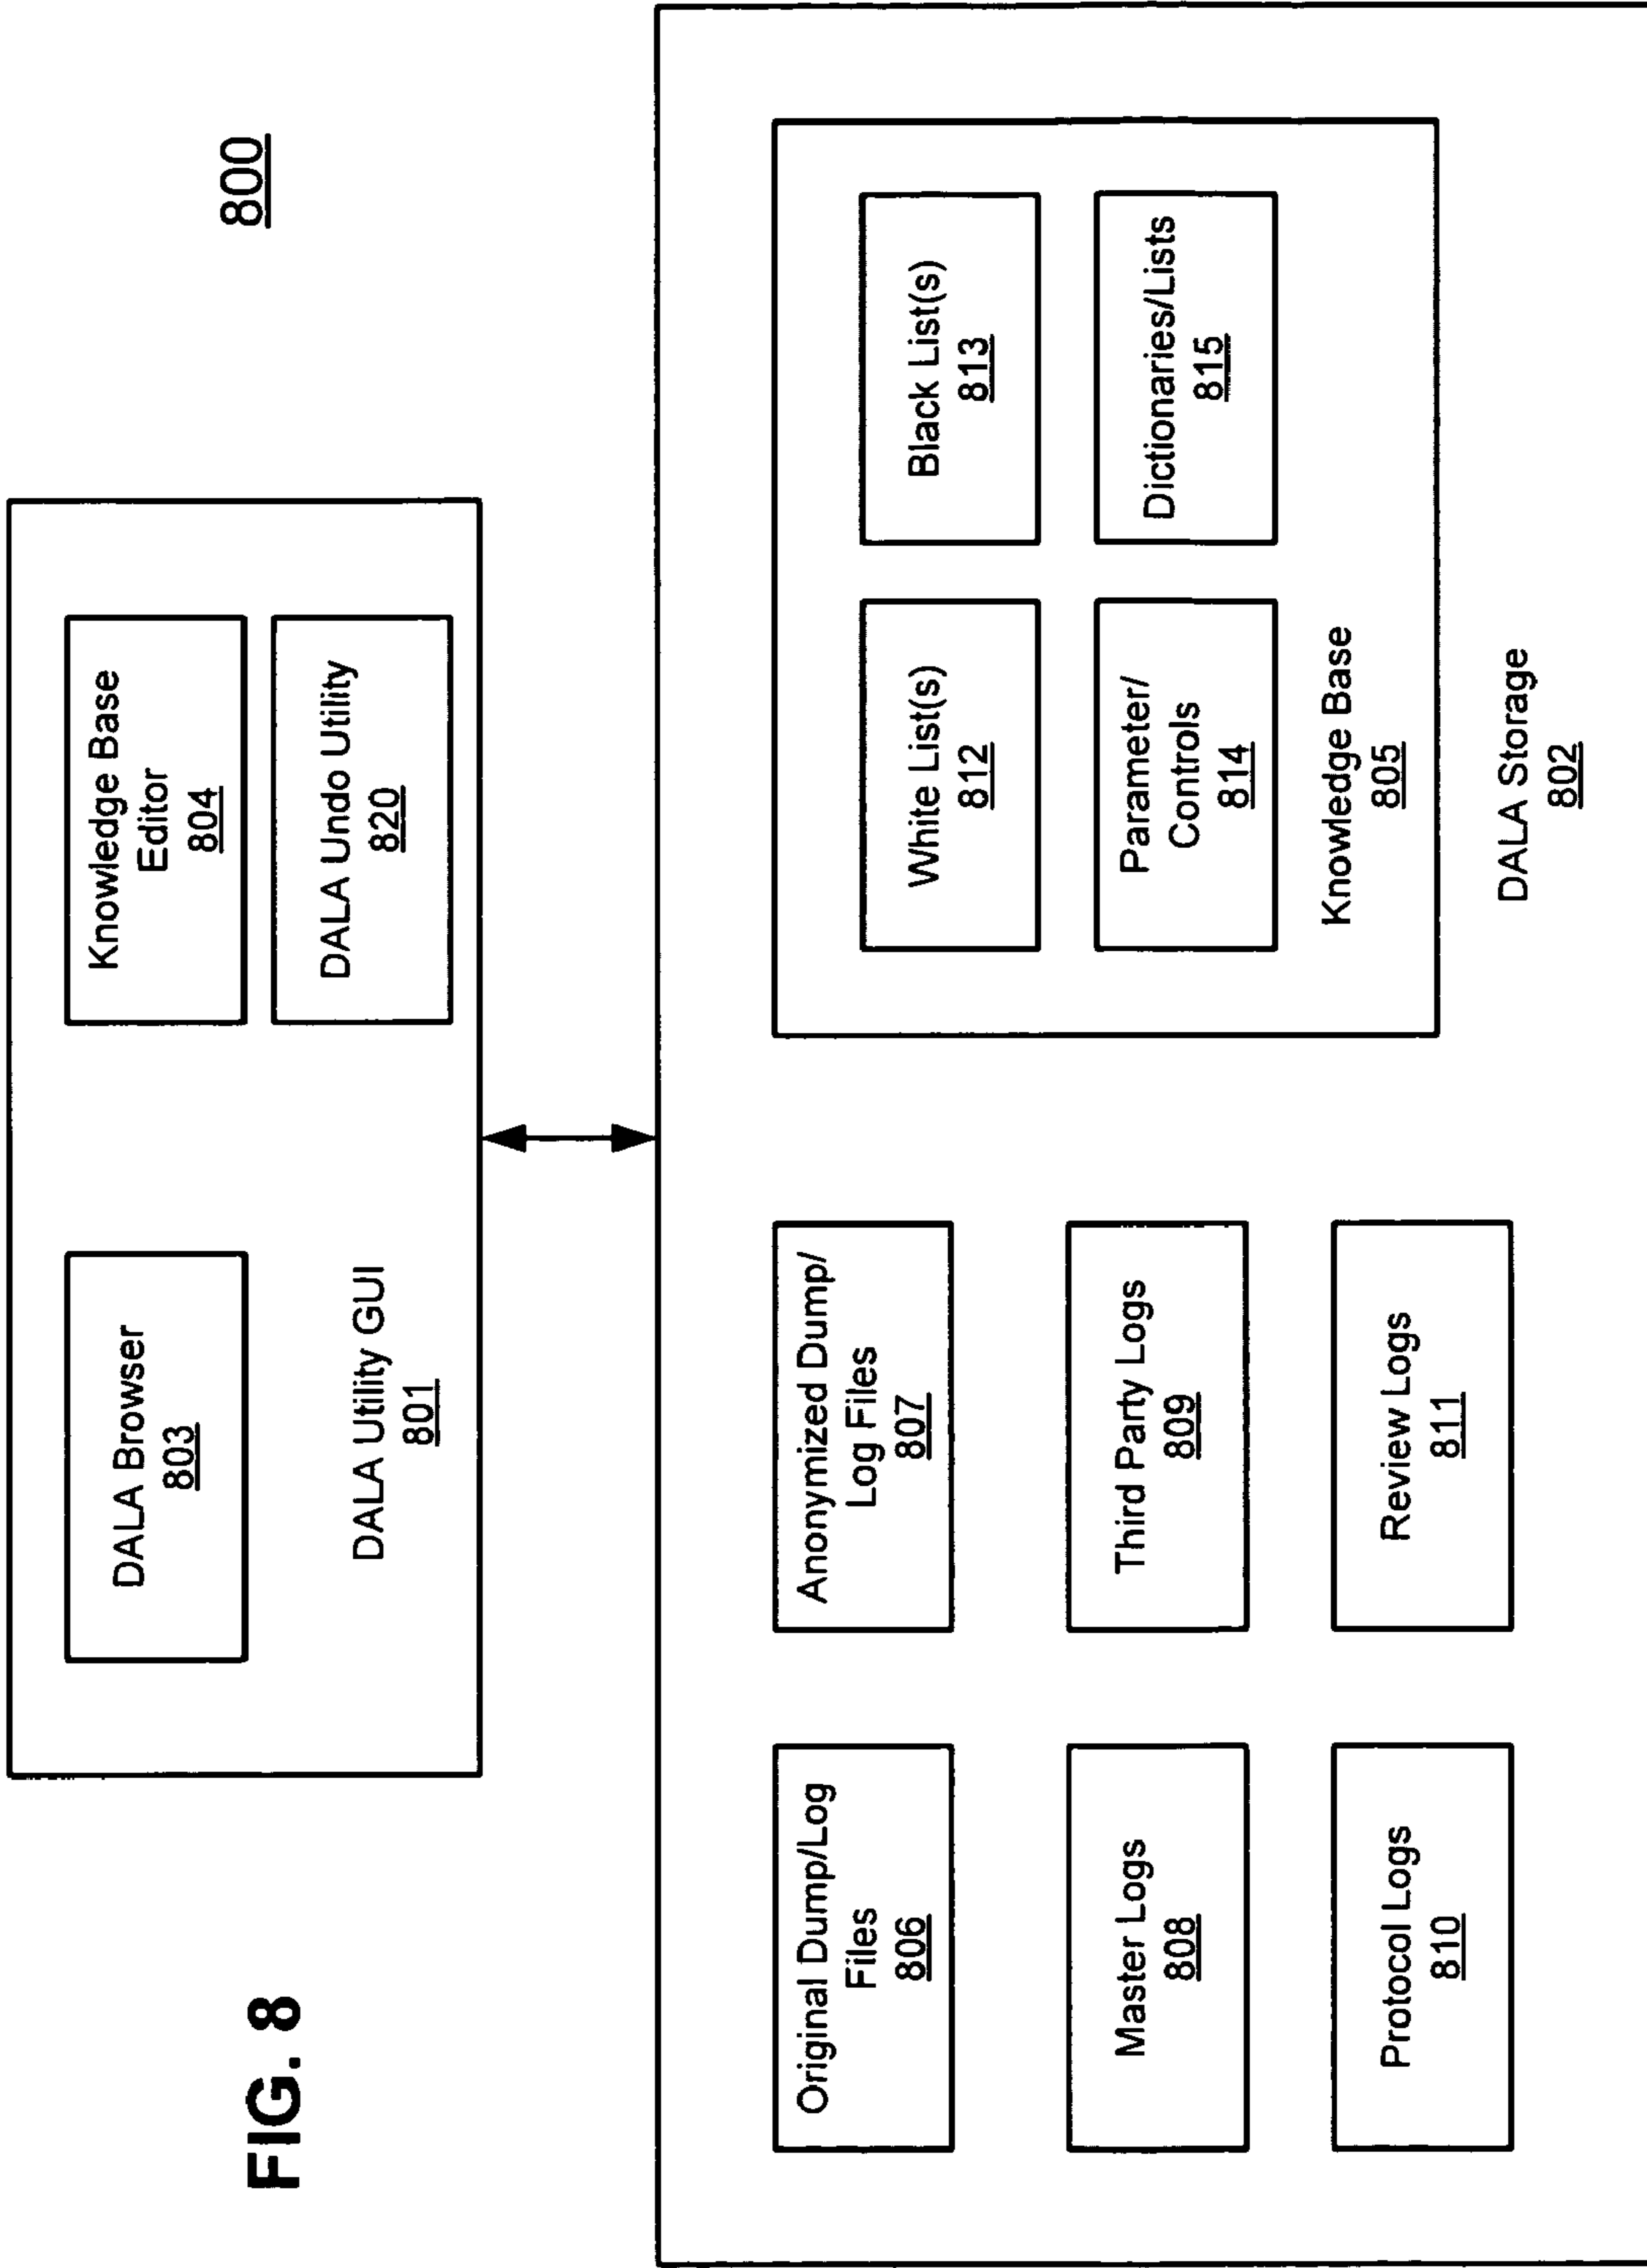 FIG. 8
800
DALA Browser
803
Knowledge Base
Editor
804
DALA Undo Utility
820
DALA Utility GUI
801
Original Dump/Log
Files
806
Anonymized Dump/
Log Files
807
Master Logs
808
Third Party Logs
809
Protocol Logs
810
Review Logs
811
White List(s)
812
Black List(s)
813
Parameter/
Controls
814
Dictionaries/Lists
815
Knowledge Base
805
DALA Storage
802